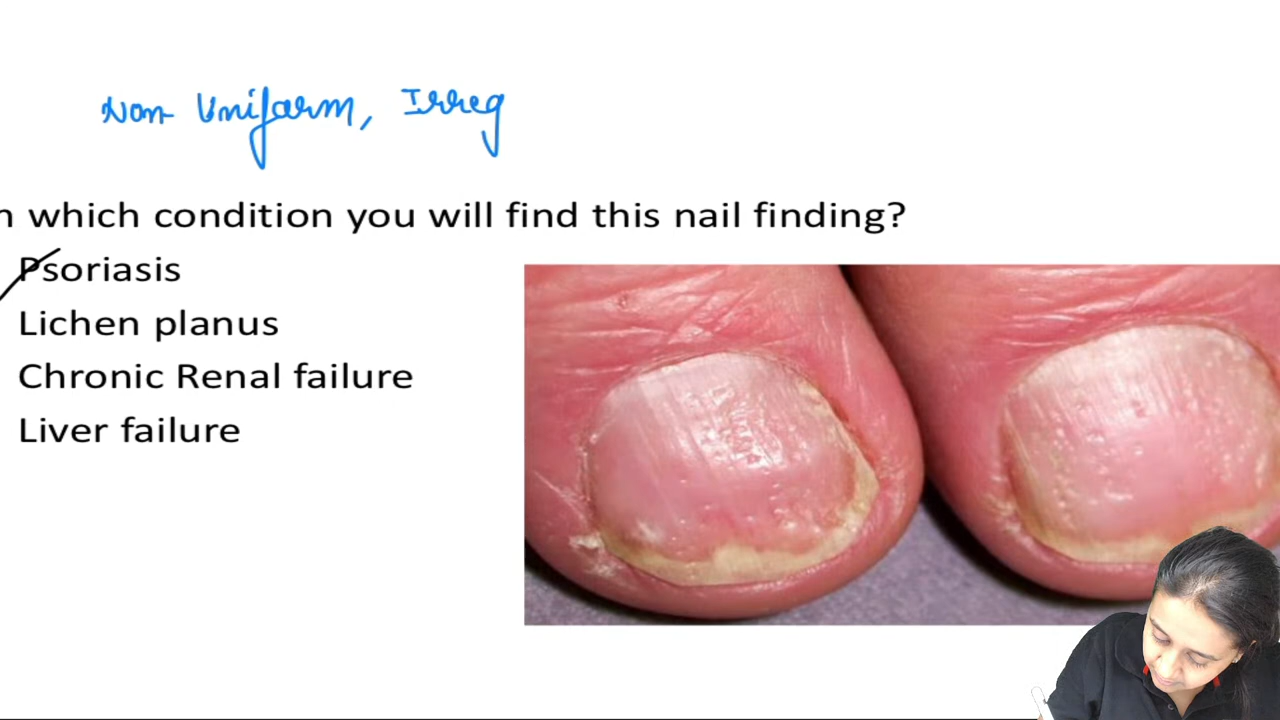 Non Uniform, Irreg
n which condition you will find this nail finding?
Psoriasis
Lichen planus
Chronic Renal failure
Liver failure